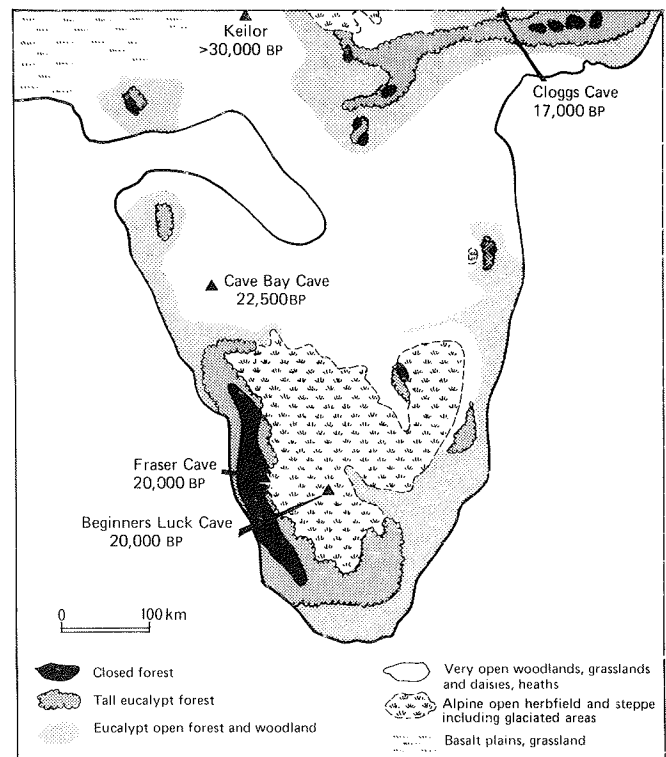 Keilor
>30,000 BP
Cloggs Cave
17,000 BP
Cave Bay Cave
22,500 BP
Fraser Cave
20,000 BP
Beginners Luck Cave
20,000 BP
0 100 km
Closed forest
Tall eucalypt forest
Eucalypt open forest and woodland
Very open woodlands, grasslands
and daisies, heaths
Alpine open herbfield and steppe
including glaciated areas
Basalt plains, grassland